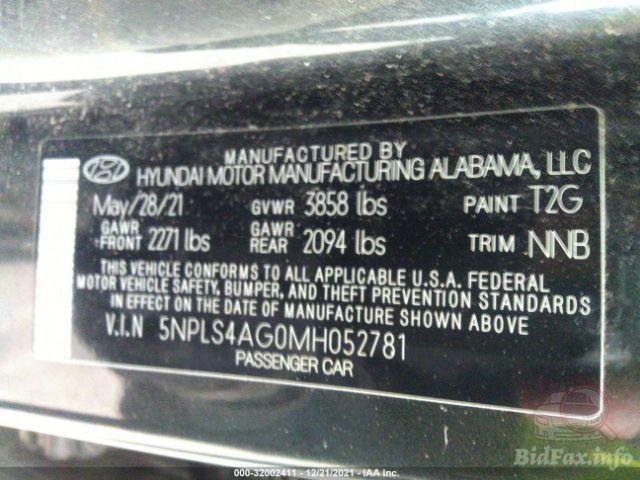 MANUFACTURED BY
HYUNDAI MOTOR MANUFACTURING ALABAMA, LLC
May/28/21 GVWR 3858 lbs PAINT T2G
GAWR FRONT 2271 lbs GAWR REAR 2094 lbs TRIM NNB
THIS VEHICLE CONFORMS TO ALL APPLICABLE U.S.A. FEDERAL
MOTOR VEHICLE SAFETY, BUMPER, AND THEFT PREVENTION STANDARDS
IN EFFECT ON THE DATE OF MANUFACTURE SHOWN ABOVE.
V.I.N 5NPLS4AG0MH052781
PASSENGER CAR
BidFax.info
000-32002411 - 12/21/2021 - IAA Inc.